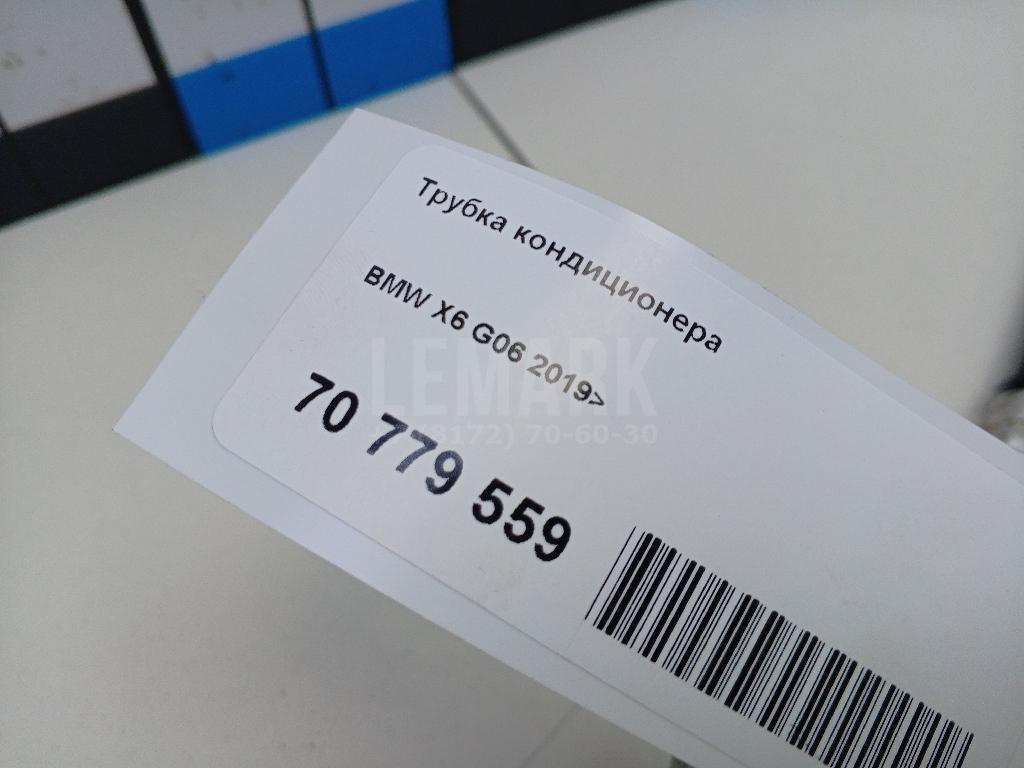 Трубка кондиционера
BMW X6 G06 2019>
70 779 559
LEMARK
(8172) 70-60-30